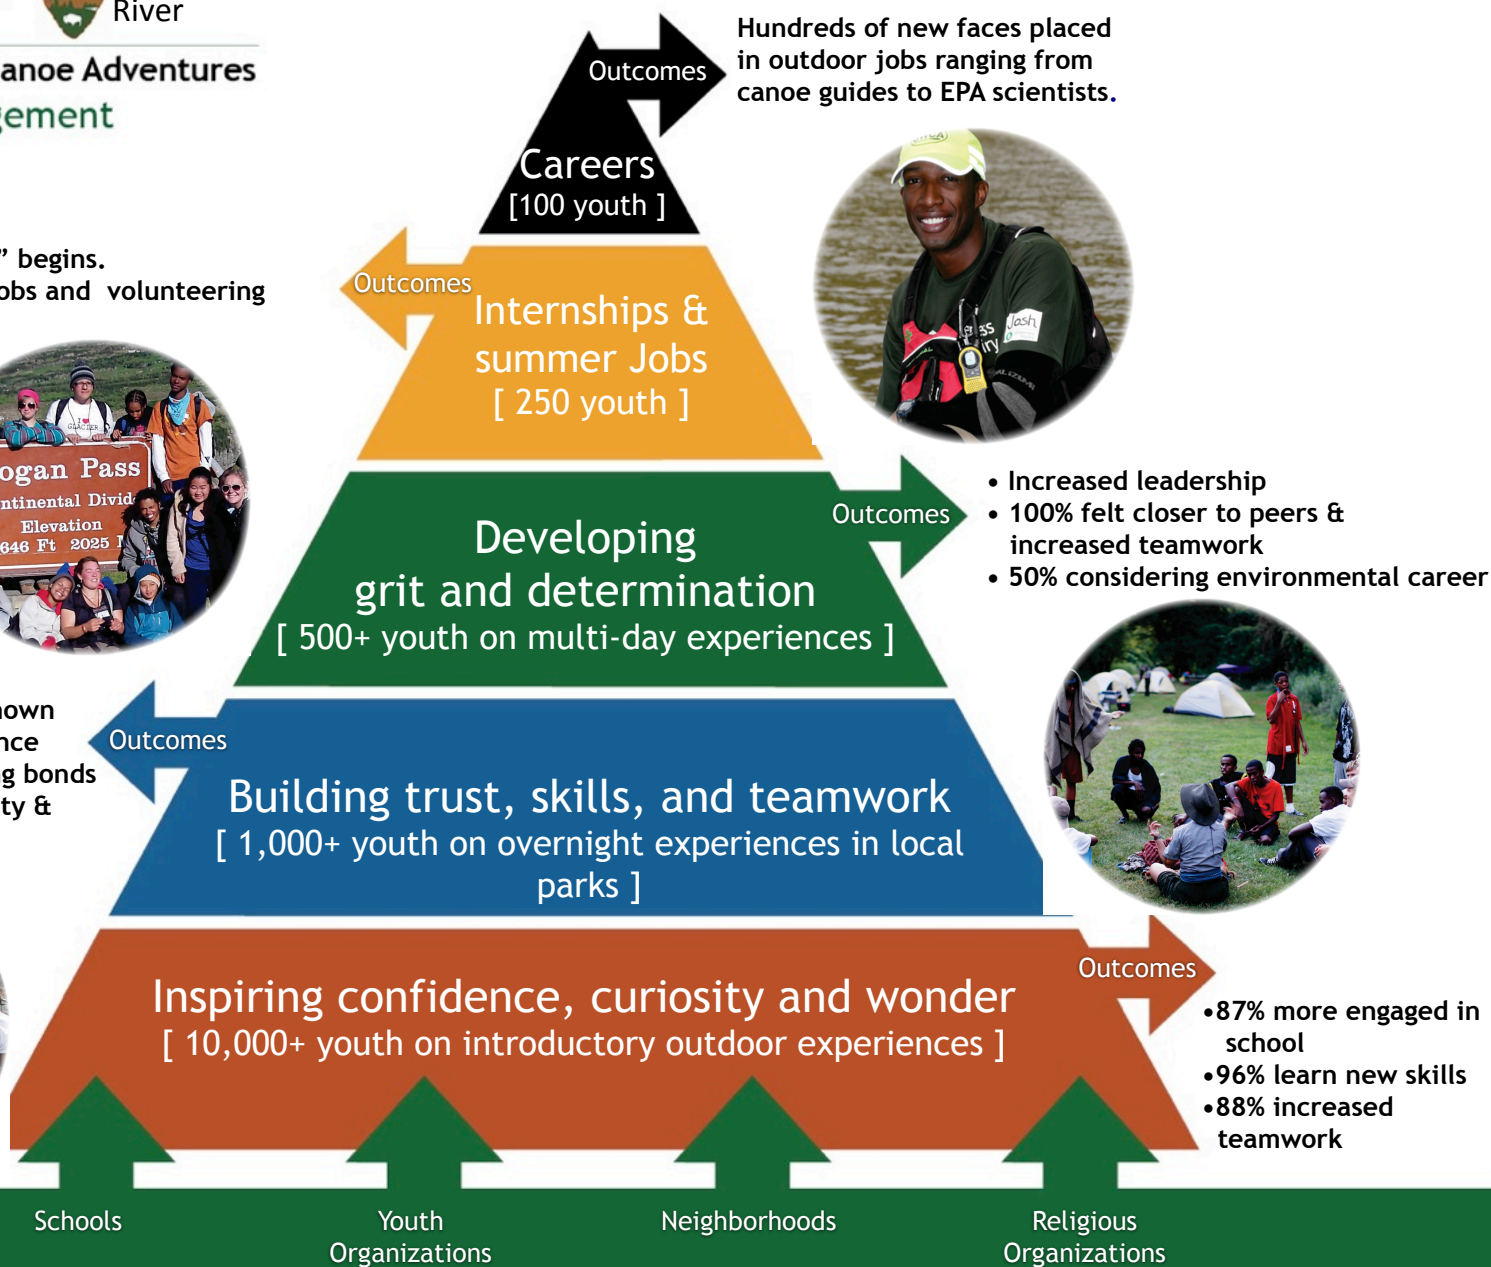 River
anoe Adventures
gement
Outcomes
Hundreds of new faces placed
in outdoor jobs ranging from
canoe guides to EPA scientists.
Careers
[100 youth ]
” begins.
obs and volunteering
Outcomes
Internships &
summer Jobs
[ 250 youth ]
Josh
I
GLACIER
ogan Pass
ntinental Divid
Elevation
646 Ft 2025
Developing
grit and determination
[ 500+ youth on multi-day experiences ]
Outcomes
• Increased leadership
• 100% felt closer to peers &
increased teamwork
• 50% considering environmental career
nown
nce
ng bonds
ty &
Outcomes
Building trust, skills, and teamwork
[ 1,000+ youth on overnight experiences in local
parks ]
Inspiring confidence, curiosity and wonder
[ 10,000+ youth on introductory outdoor experiences ]
Outcomes
•87% more engaged in
school
•96% learn new skills
•88% increased
teamwork
Schools
Youth
Organizations
Neighborhoods
Religious
Organizations